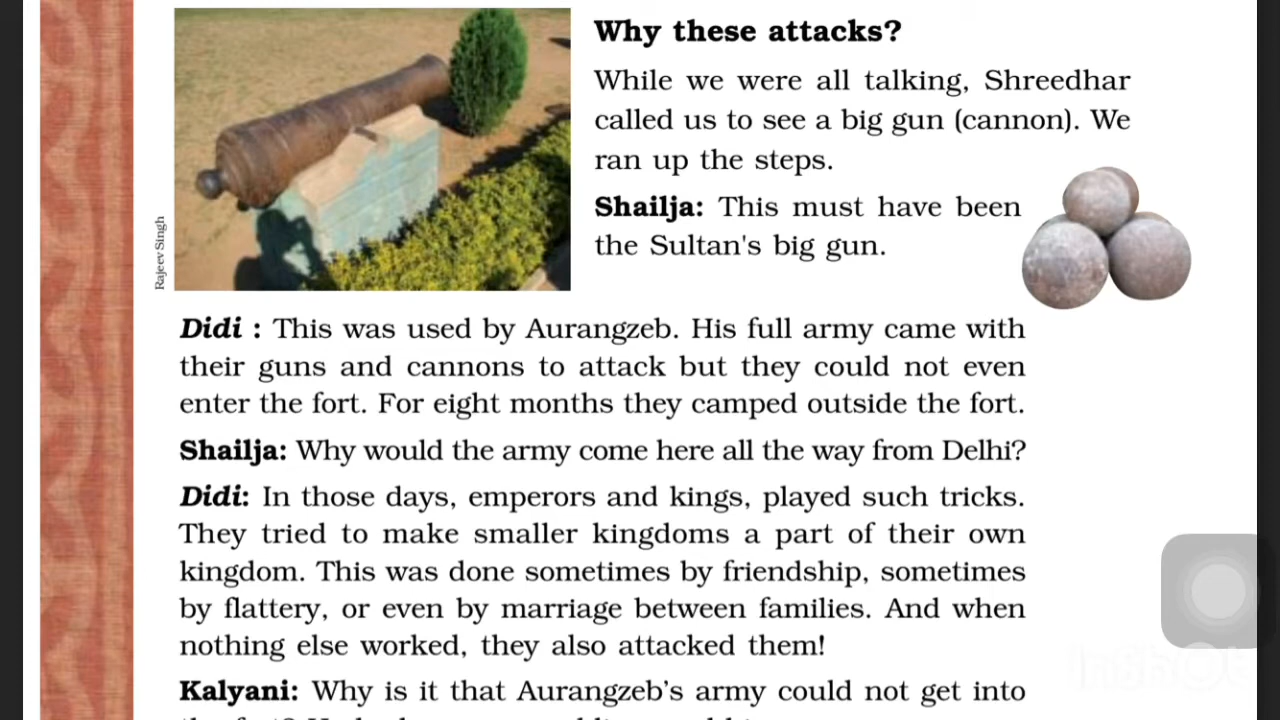 Why these attacks?
While we were all talking, Shreedhar
called us to see a big gun (cannon). We
ran up the steps.
Shailja: This must have been
the Sultan's big gun.
Rajeev Singh
Didi : This was used by Aurangzeb. His full army came with
their guns and cannons to attack but they could not even
enter the fort. For eight months they camped outside the fort.
Shailja: Why would the army come here all the way from Delhi?
Didi: In those days, emperors and kings, played such tricks.
They tried to make smaller kingdoms a part of their own
kingdom. This was done sometimes by friendship, sometimes
by flattery, or even by marriage between families. And when
nothing else worked, they also attacked them!
Kalyani: Why is it that Aurangzeb's army could not get into